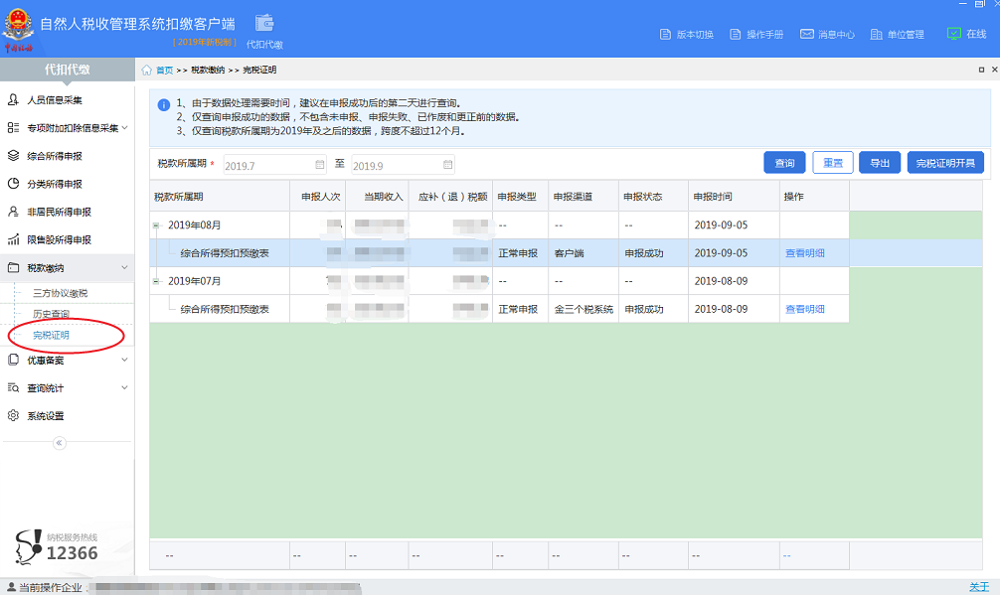 自然人税收管理系统扣缴客户端
[ 2019年新税制 ]
代扣代缴
版本切换 操作手册 消息中心 单位管理 在线
代扣代缴
首页 >> 税款缴纳 >> 完税证明
人员信息采集
专项附加扣除信息采集
综合所得申报
分类所得申报
非居民所得申报
限售股所得申报
税款缴纳
三方协议缴税
历史查询
完税证明
优惠备案
查询统计
系统设置
纳税服务热线
12366
1、由于数据处理需要时间，建议在申报成功后的第二天进行查询。
2、仅查询申报成功的数据，不包含未申报、申报失败、已作废和更正前的数据。
3、仅查询税款所属期为2019年及之后的数据，跨度不超过12个月。
税款所属期 * 2019.7 至 2019.9 查询 重置 导出 完税证明开具
税款所属期 申报人次 当期收入 应补（退）税额 申报类型 申报渠道 申报状态 申报时间 操作
2019年08月 -- -- -- 2019-09-05
综合所得预扣预缴表 正常申报 客户端 申报成功 2019-09-05 查看明细
2019年07月 -- -- -- 2019-08-09
综合所得预扣预缴表 正常申报 金三个税系统 申报成功 2019-08-09 查看明细
-- -- -- -- -- -- -- -- --
当前操作企业：
关于